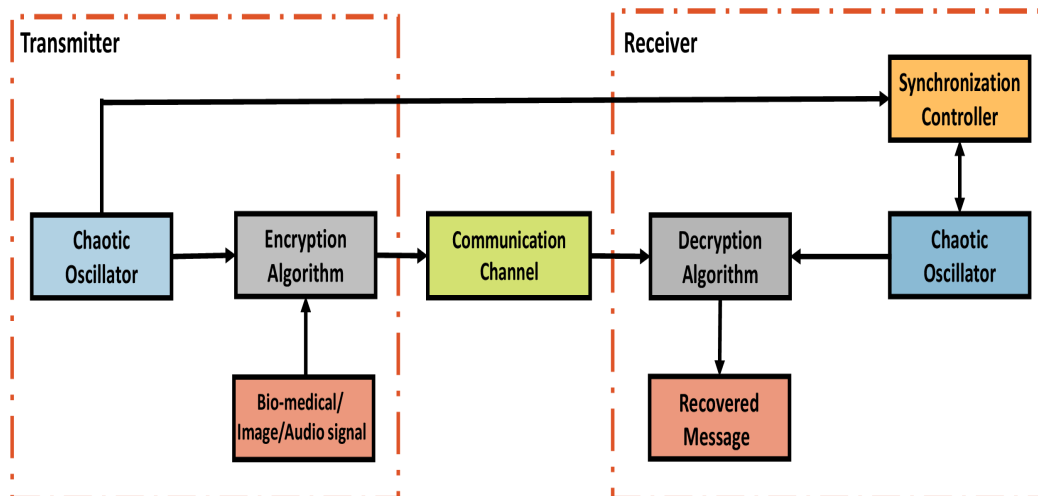 Transmitter
Receiver
Synchronization
Controller
Chaotic
Oscillator
Encryption
Algorithm
Communication
Channel
Decryption
Algorithm
Chaotic
Oscillator
Bio-medical/
Image/Audio signal
Recovered
Message